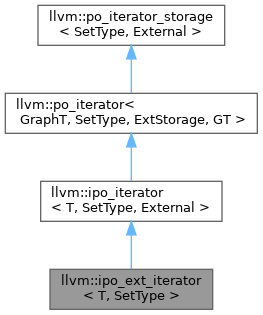 llvm::po_iterator_storage
< SetType, External >
llvm::po_iterator<
GraphT, SetType, ExtStorage, GT >
llvm::ipo_iterator
< T, SetType, External >
llvm::ipo_ext_iterator
< T, SetType >